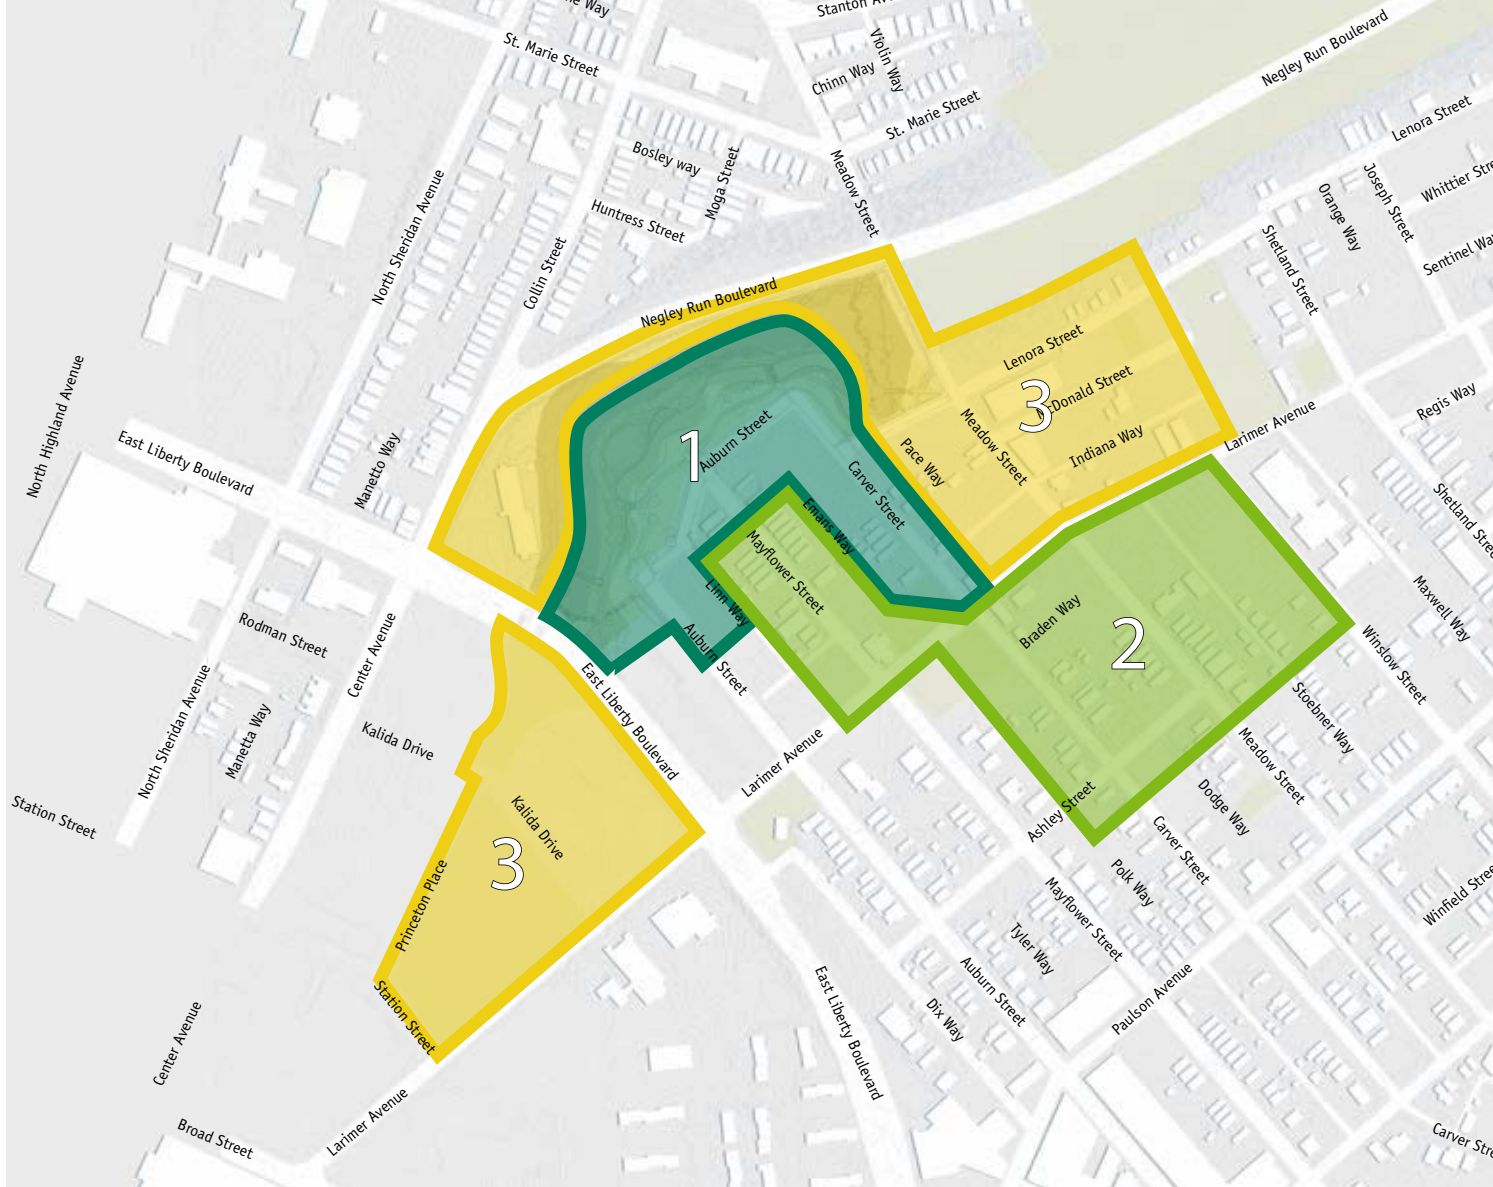 Stanton
St. Marie Street
Violin Way
Chinn Way
Negley Run Boulevard
St. Marie Street
Lenora Street
Bosley way
Moga Street
Meadow Street
Whittier
Orange Way
Joseph Street
North Sheridan Avenue
Huntress Street
Shetland Street
Sentinel
Collin Street
Negley Run Boulevard
Lenora Street
McDonald Street
3
Regis Way
North Highland Avenue
East Liberty Boulevard
Manetto Way
1
Auburn Street
Carver Street
Pace Way
Meadow Street
Indiana Way
Larimer Avenue
Shetland
Emans Way
Mayflower Street
Linn Way
Auburn Street
Braden Way
2
Maxwell Way
Winslow Street
Rodman Street
Center Avenue
North Sheridan Avenue
Manetta Way
Kalida Drive
East Liberty Boulevard
Larimer Avenue
Stoebner Way
Meadow Street
Station Street
Kalida Drive
3
Princeton Place
Ashley Street
Dodge Way
Carver Street
Polk Way
Mayflower Street
Winfield
Tyler Way
Auburn Street
Dix Way
Paulson Avenue
East Liberty Boulevard
Station Street
Center Avenue
Larimer Avenue
Broad Street
Carver